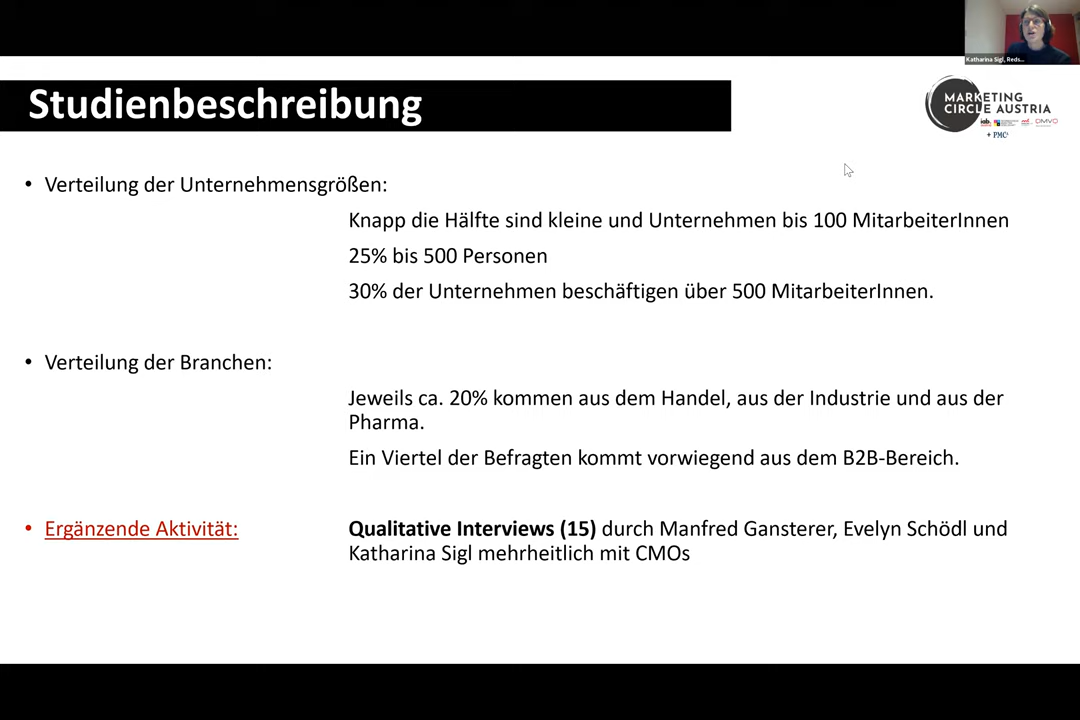 Katharina Sigl, Reds...
Studienbeschreibung
MARKETING
CIRCLE AUSTRIA
iab.
DMVÖ
+ PMC¹
• Verteilung der Unternehmensgrößen:
Knapp die Hälfte sind kleine und Unternehmen bis 100 MitarbeiterInnen
25% bis 500 Personen
30% der Unternehmen beschäftigen über 500 MitarbeiterInnen.
• Verteilung der Branchen:
Jeweils ca. 20% kommen aus dem Handel, aus der Industrie und aus der
Pharma.
Ein Viertel der Befragten kommt vorwiegend aus dem B2B-Bereich.
• Ergänzende Aktivität: Qualitative Interviews (15) durch Manfred Gansterer, Evelyn Schödl und
Katharina Sigl mehrheitlich mit CMOs